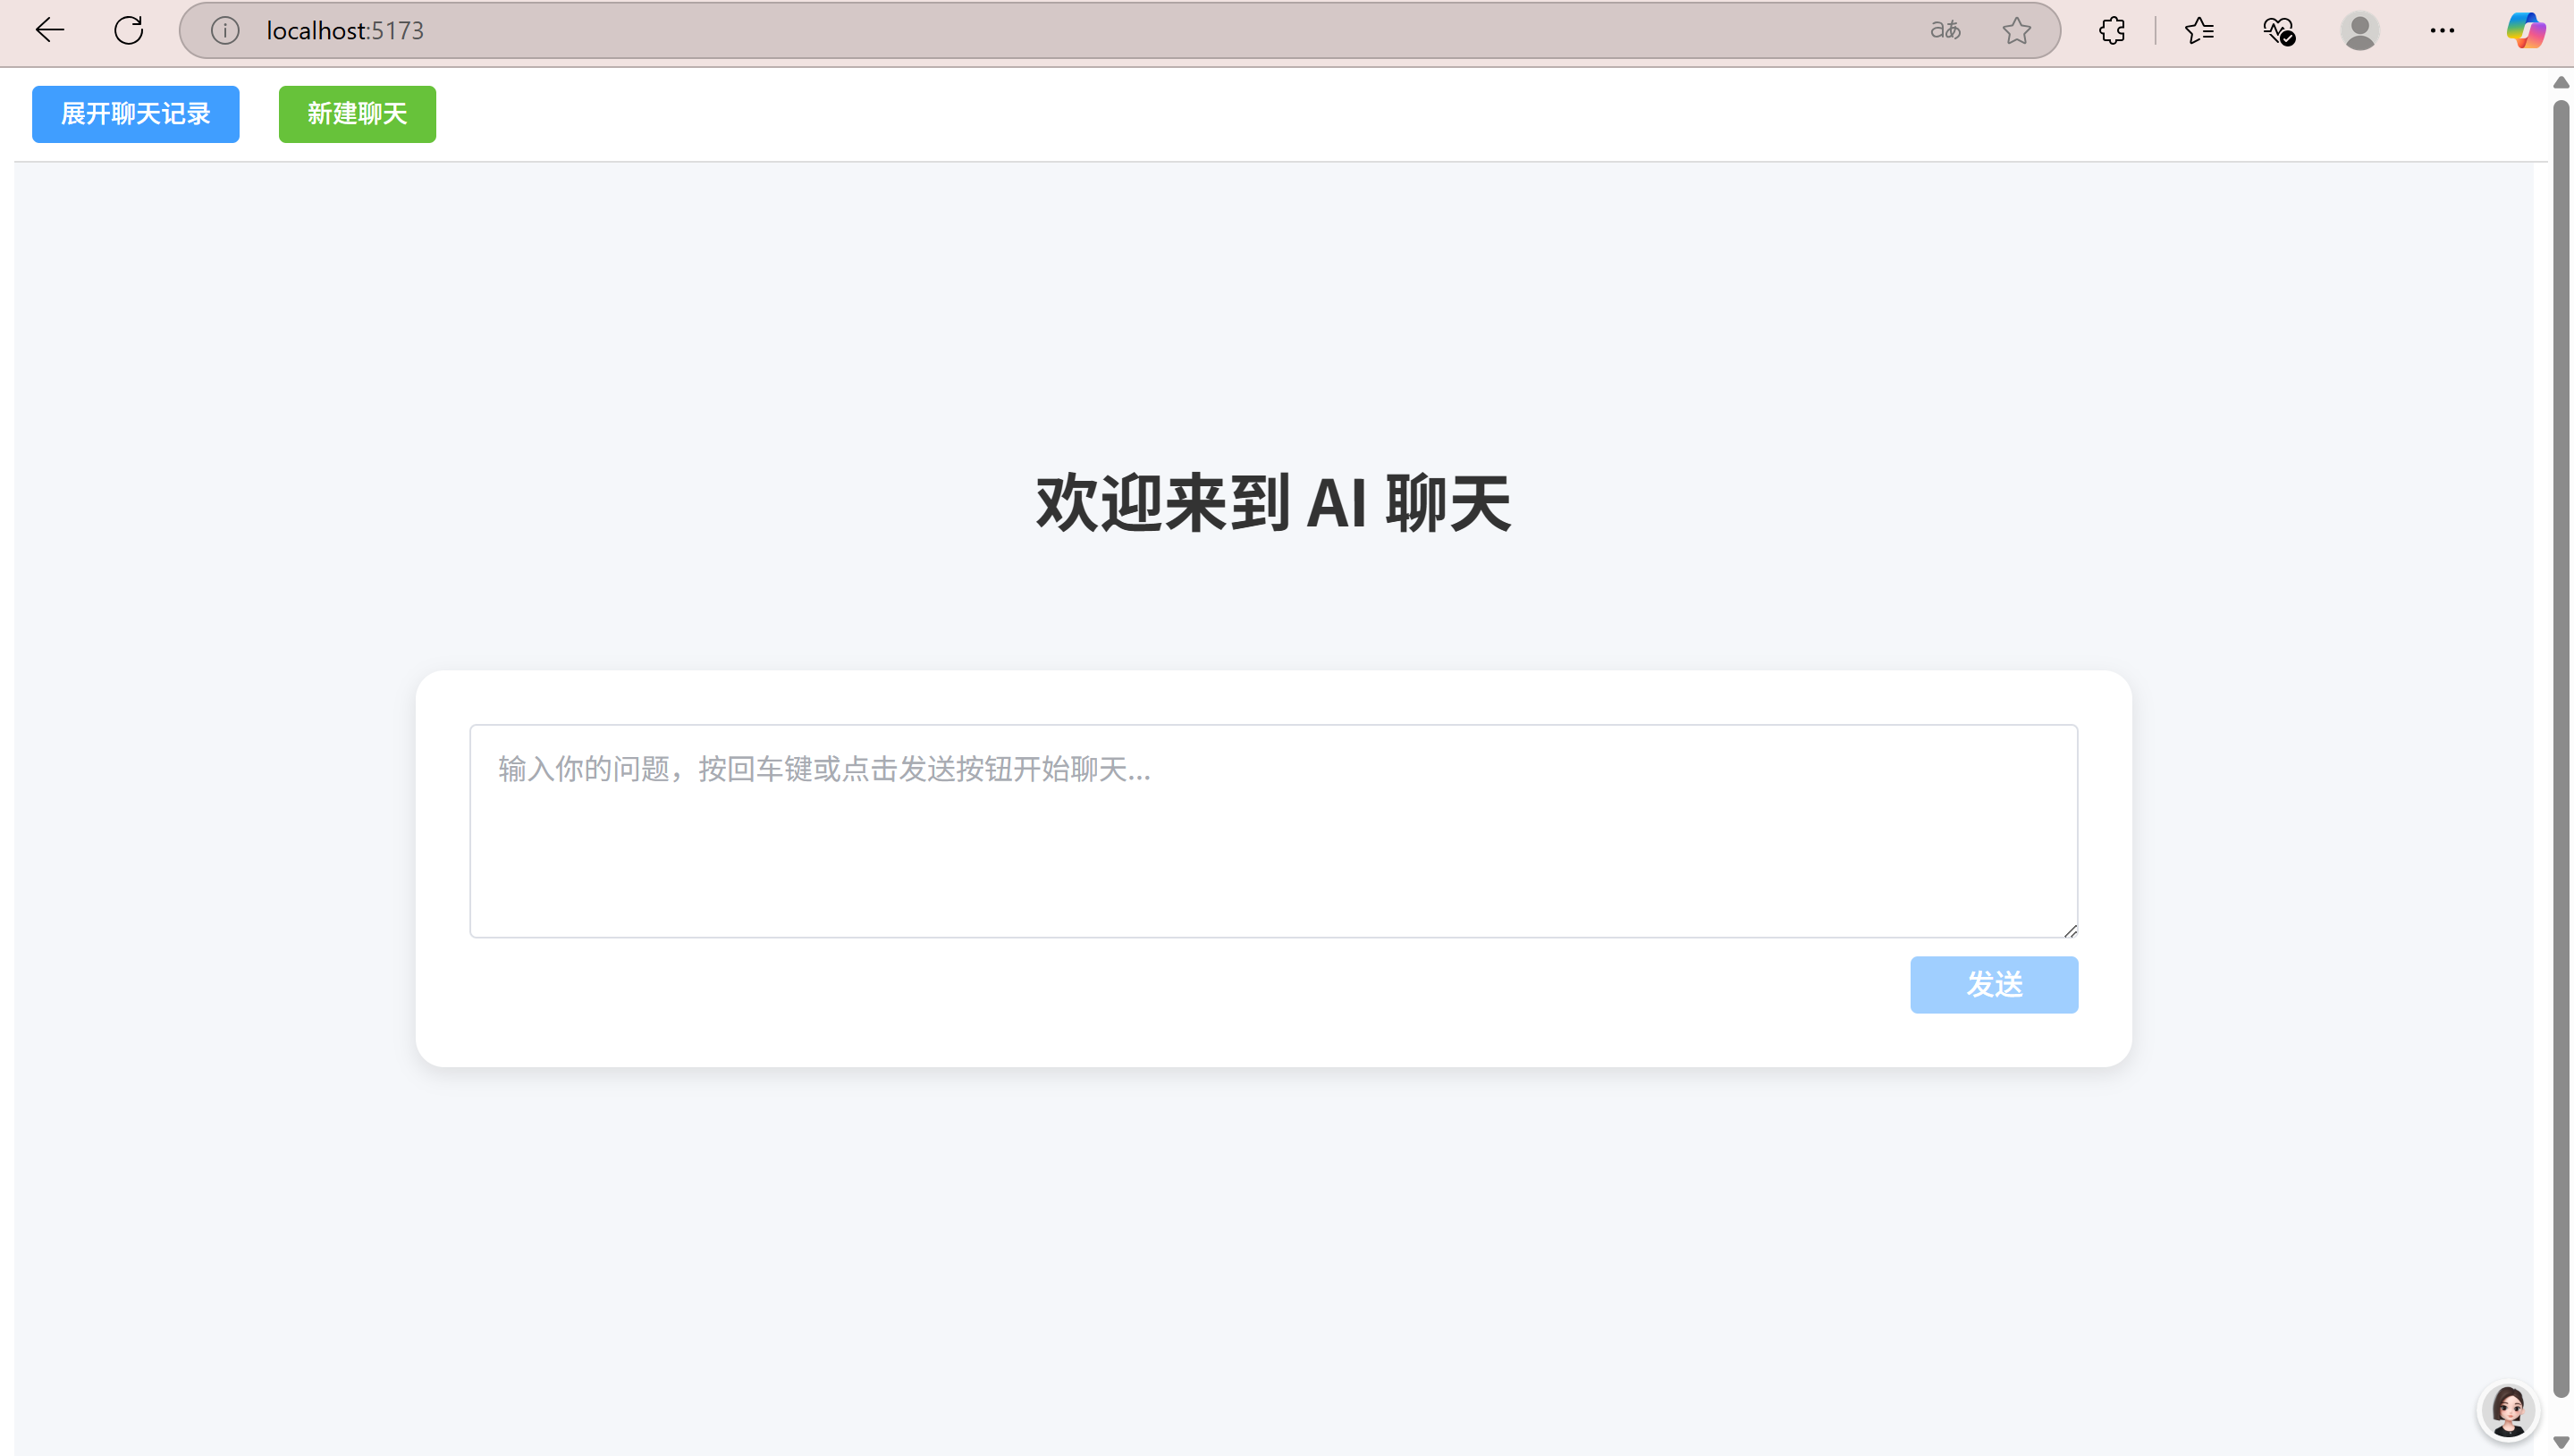 localhost:5173
aあ
展开聊天记录
新建聊天
欢迎来到 AI 聊天
输入你的问题，按回车键或点击发送按钮开始聊天...
发送